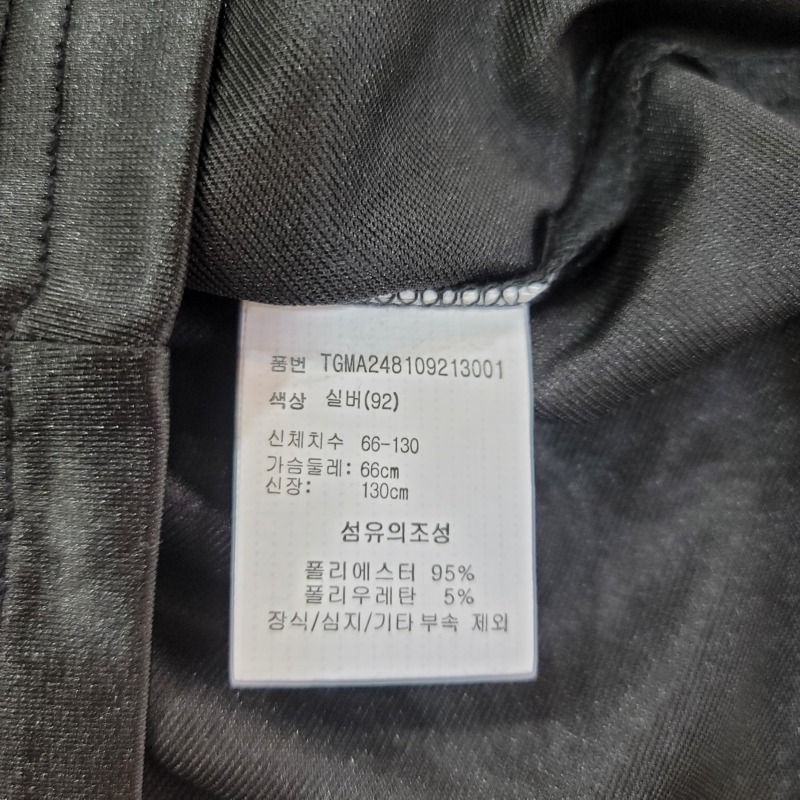 품번 TGMA248109213001
색상 실버(92)
신체치수 66-130
가슴둘레: 66cm
신장: 130cm
섬유의조성
폴리에스터 95%
폴리우레탄 5%
장식/심지/기타 부속 제외